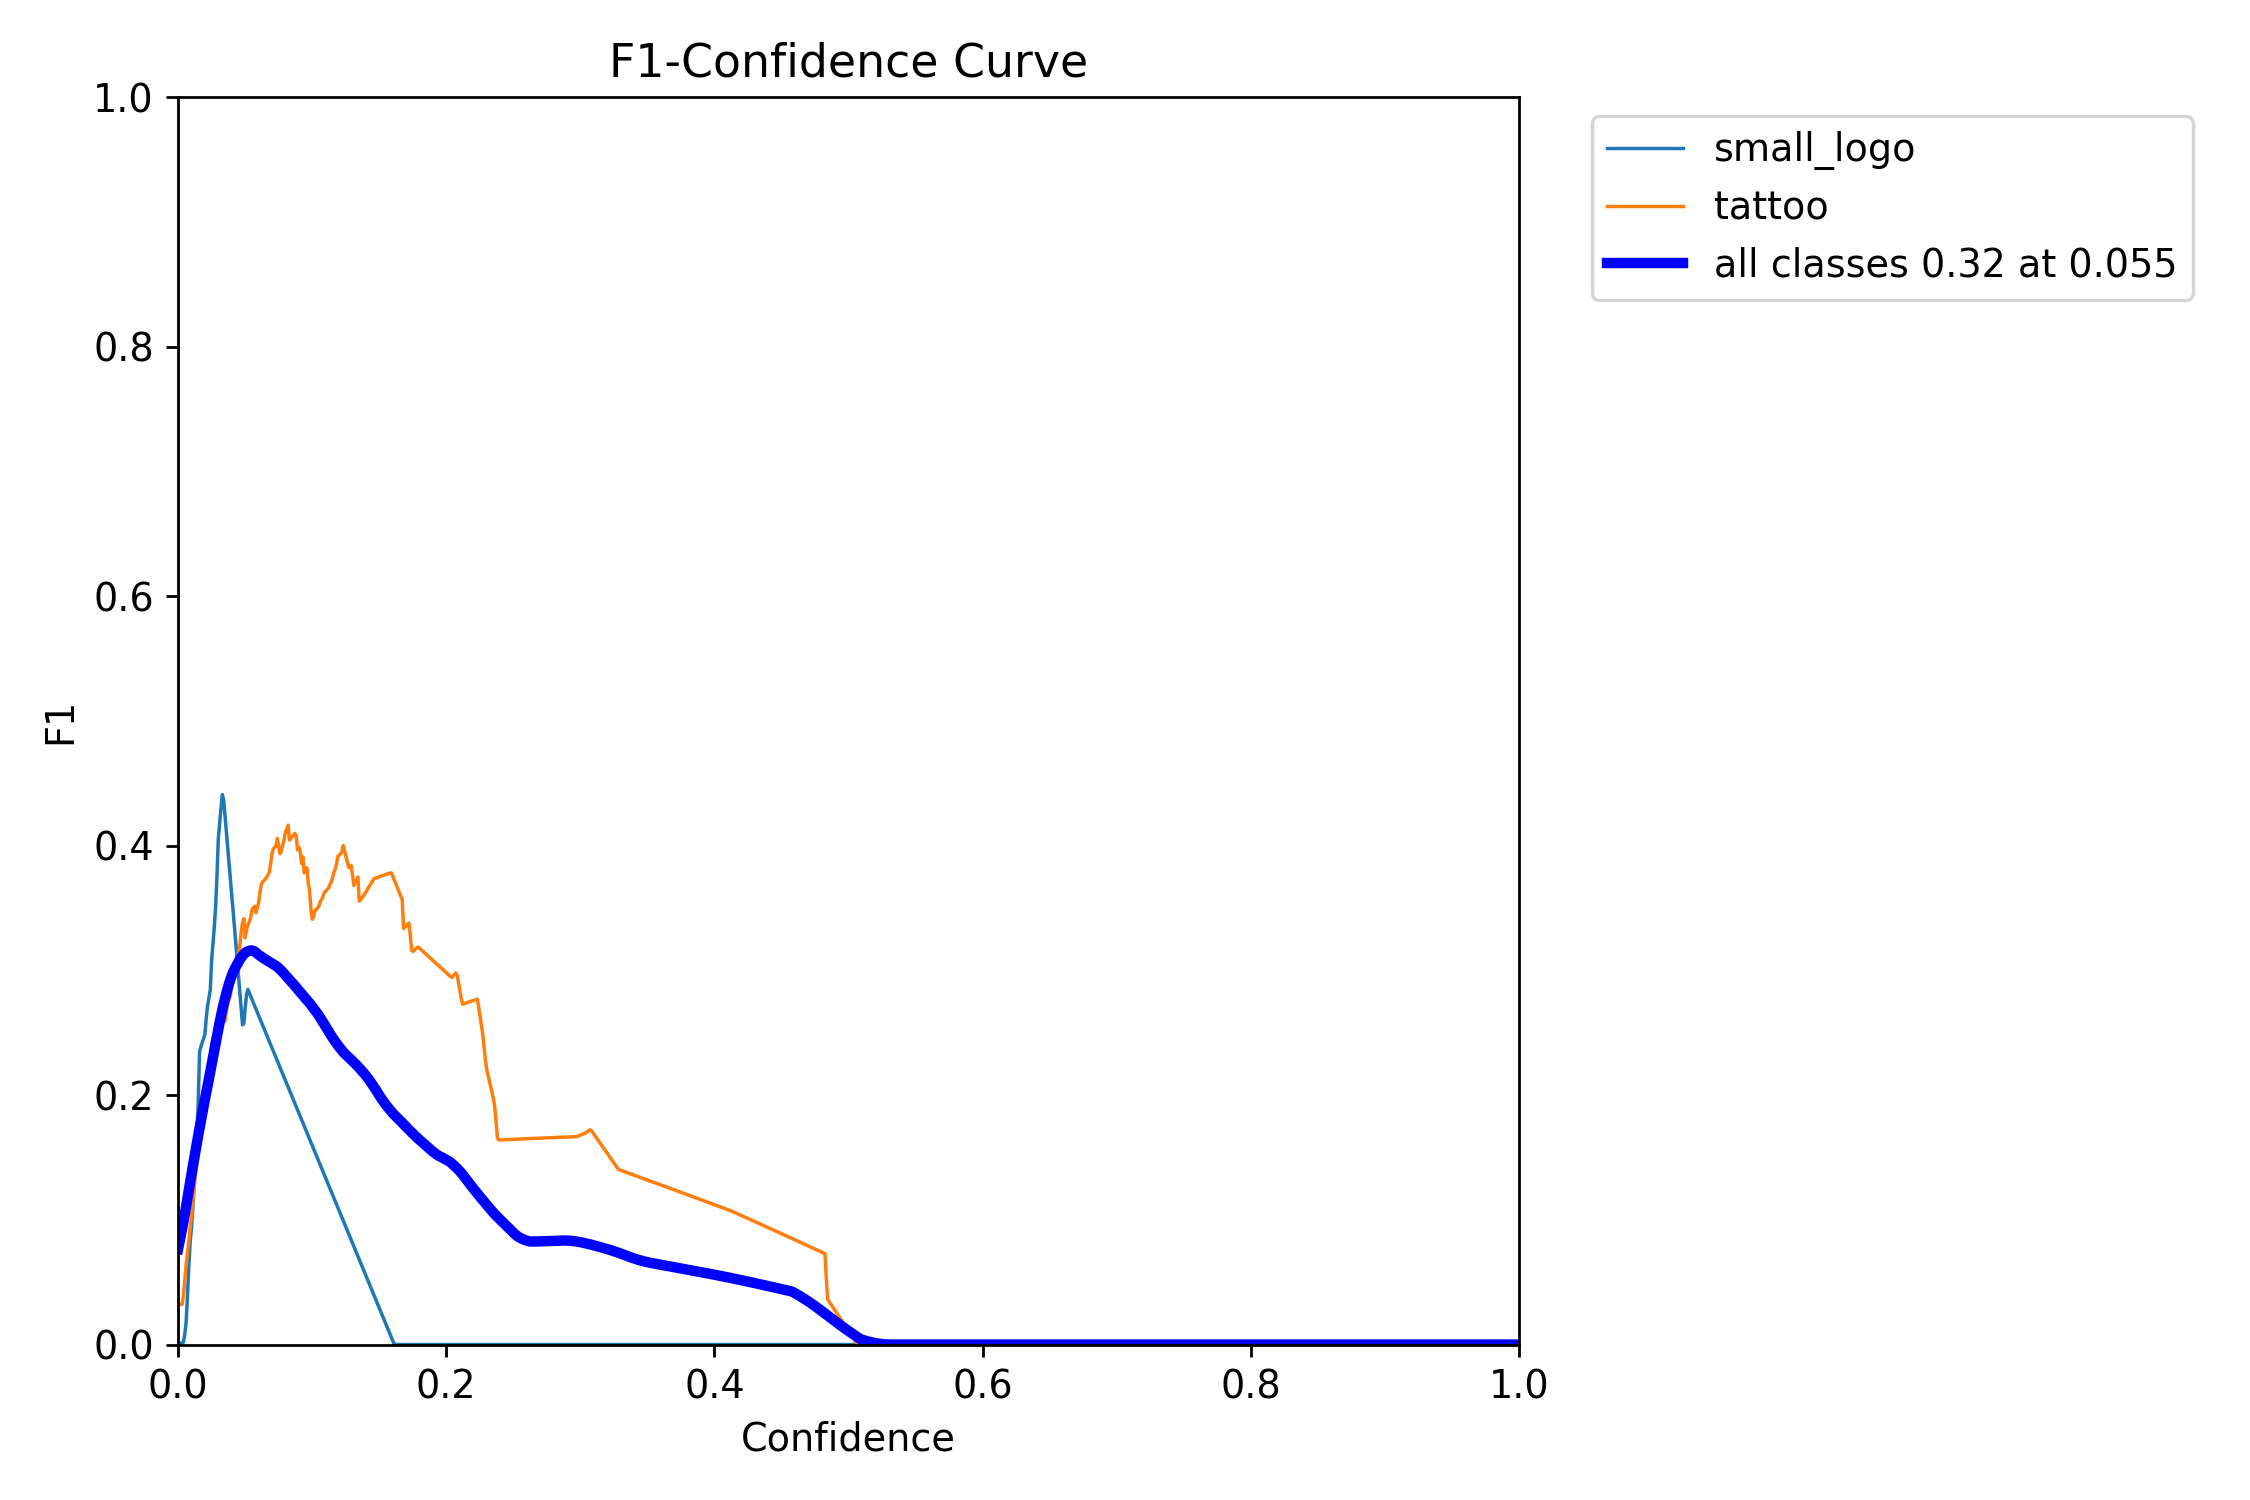 F1-Confidence Curve
1.0
0.8
0.6
0.4
0.2
0.0
F1
0.0 0.2 0.4 0.6 0.8 1.0
Confidence
small_logo
tattoo
all classes 0.32 at 0.055